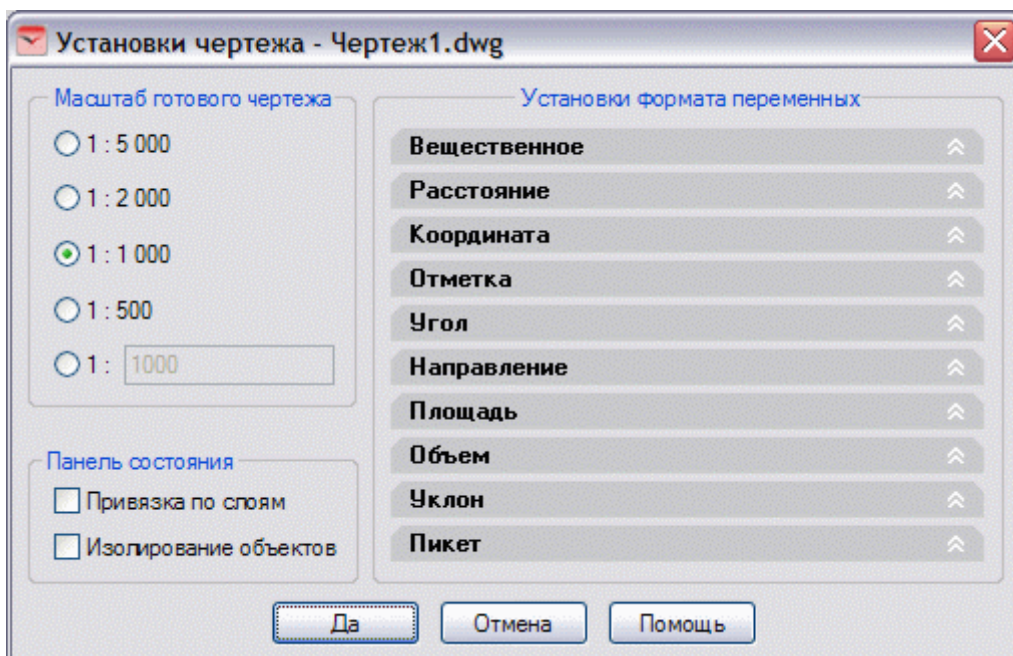 Установки чертежа - Чертеж1.dwg
Масштаб готового чертежа
1 : 5 000
1 : 2 000
1 : 1 000
1 : 500
1 : 1000
Панель состояния
Привязка по слоям
Изолирование объектов
Установки формата переменных
Вещественное
Расстояние
Координата
Отметка
Угол
Направление
Площадь
Объем
Уклон
Пикет
Да
Отмена
Помощь